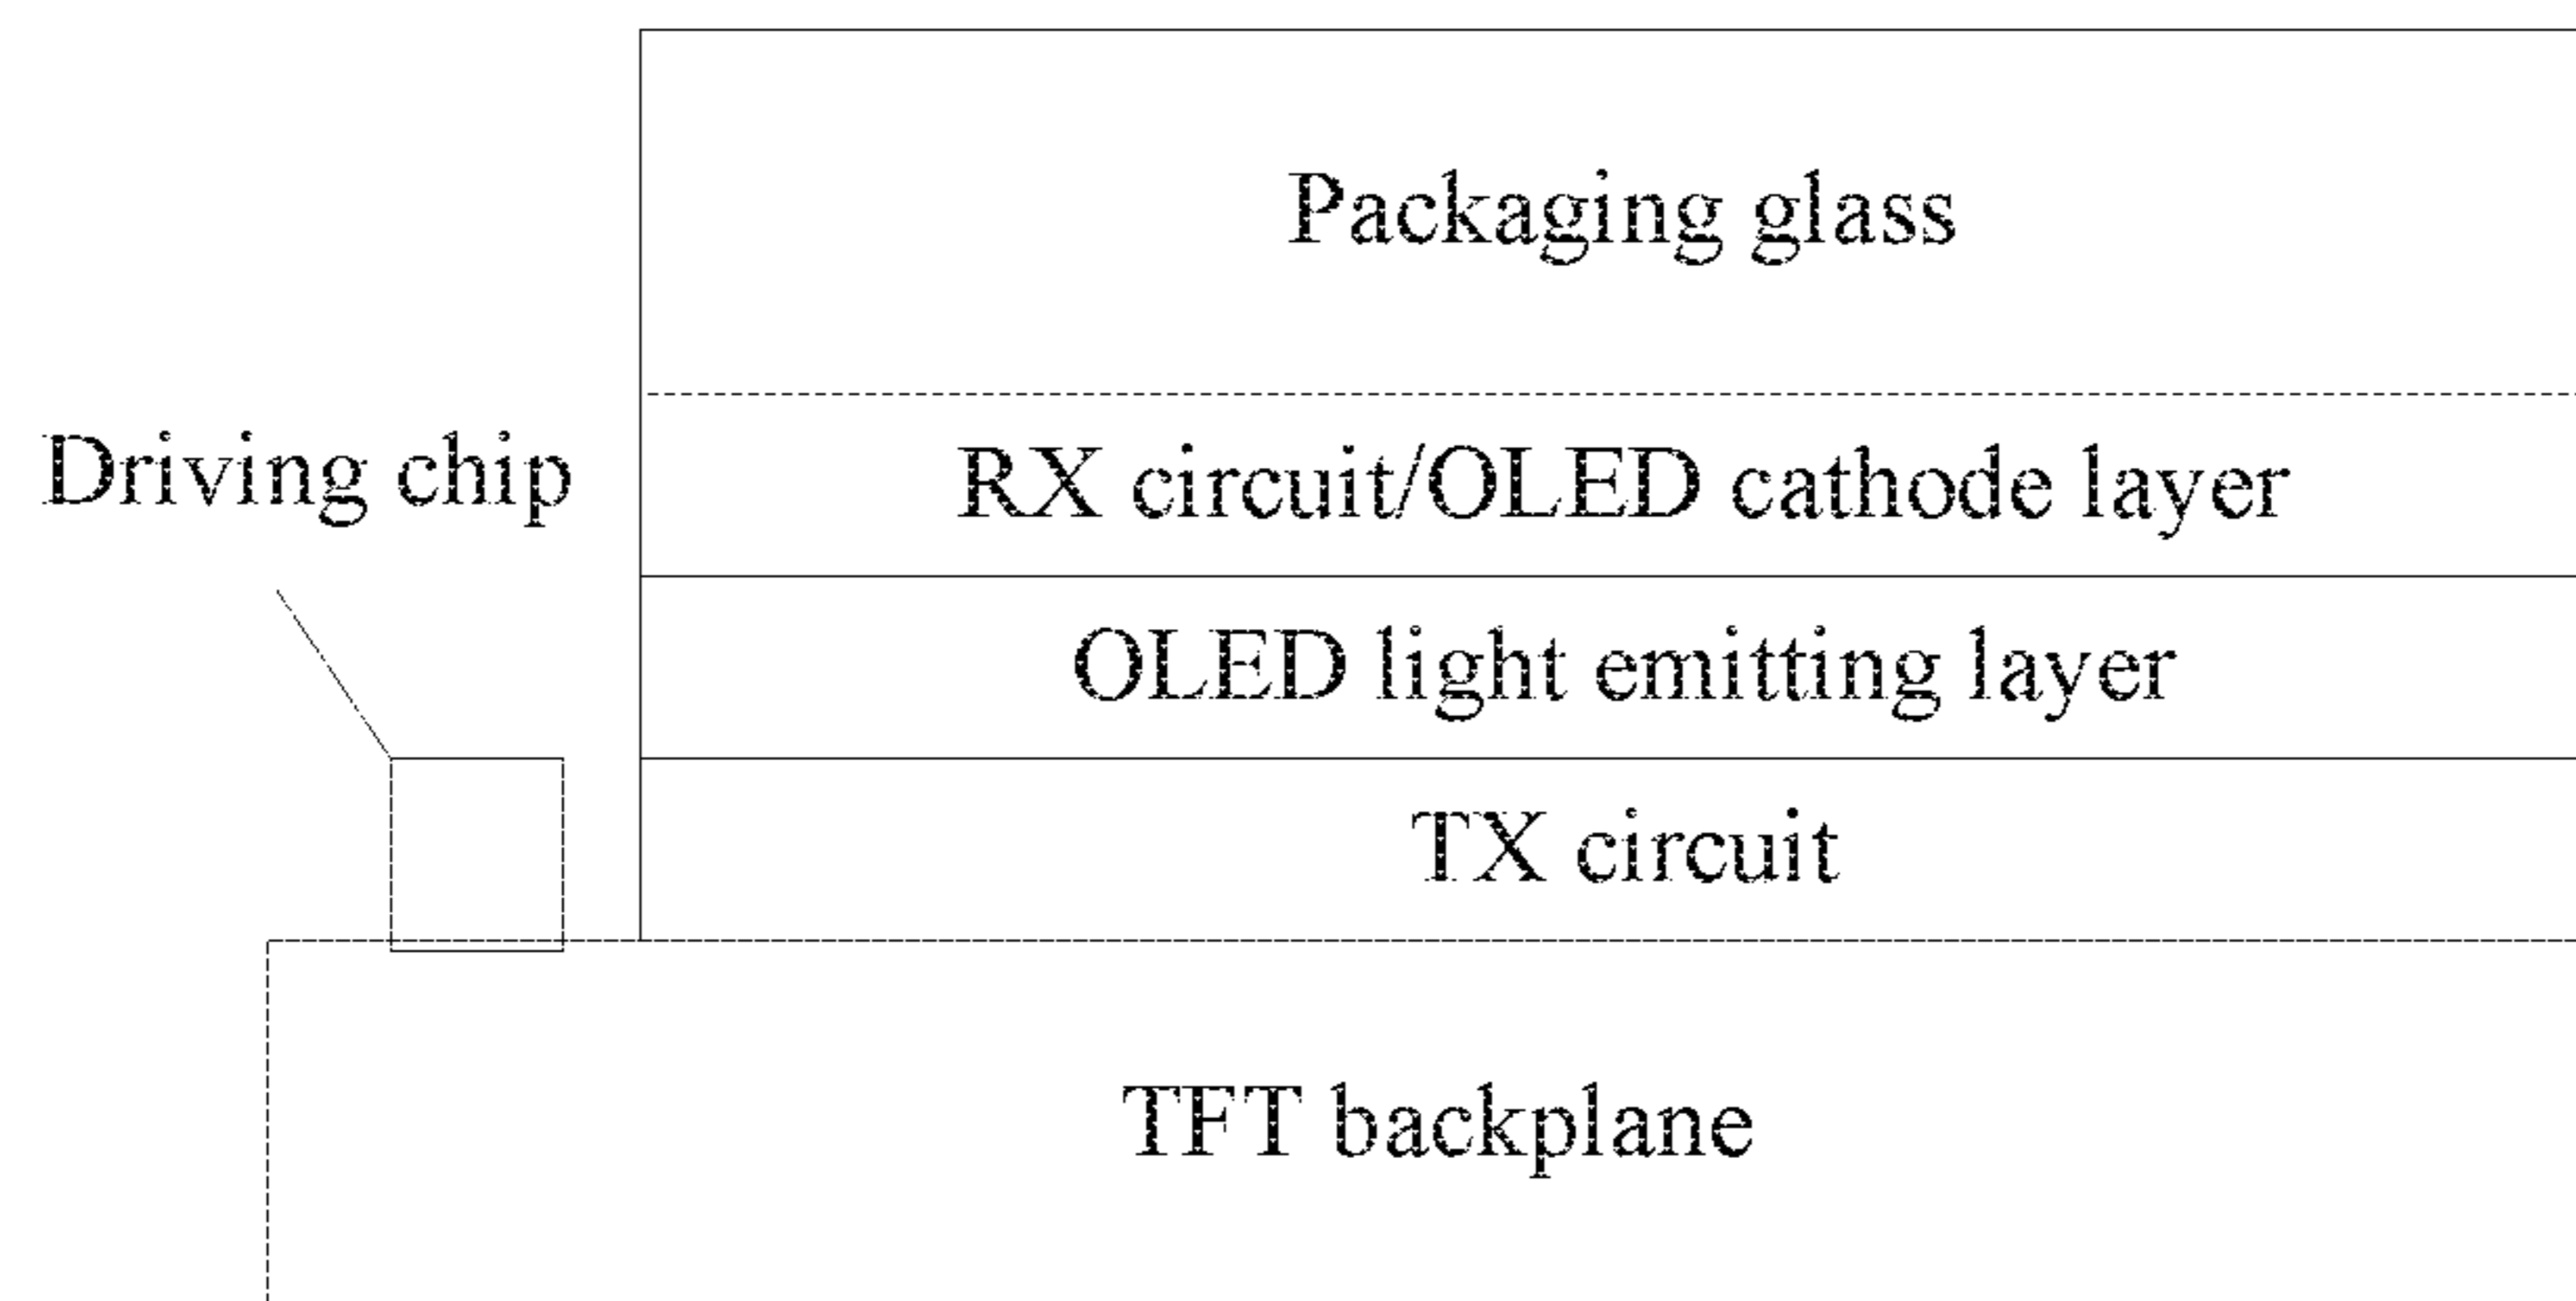 Packaging glass
Driving chip
RX circuit/OLED cathode layer
OLED light emitting layer
TX circuit
TFT backplane